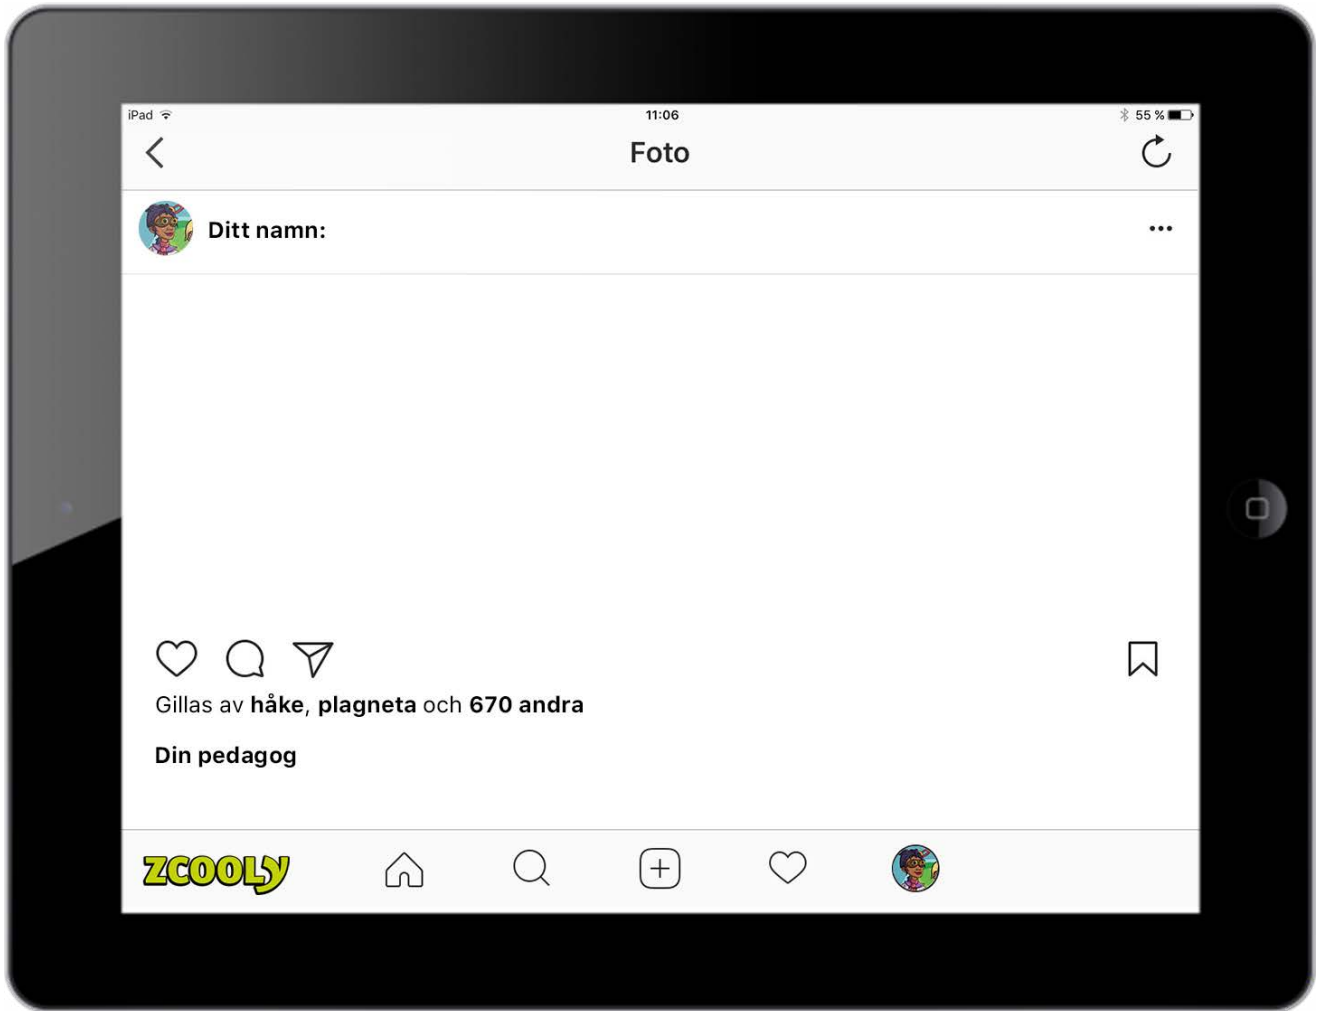 iPad 11:06 55 %
Foto
Ditt namn:
Gillas av håke, plagneta och 670 andra
Din pedagog
ZCOOLY